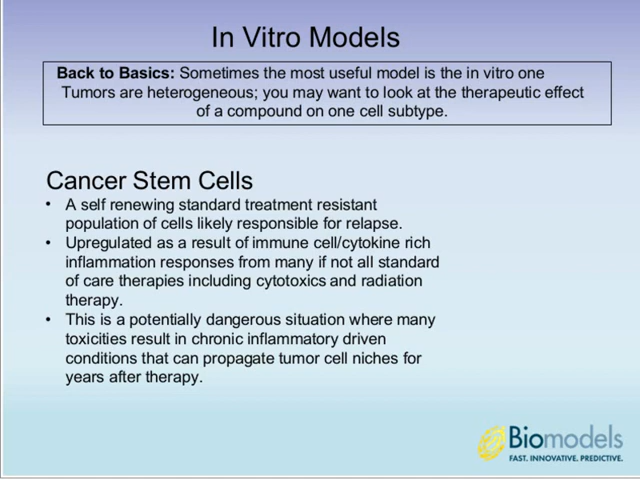 In Vitro Models
Back to Basics: Sometimes the most useful model is the in vitro one
Tumors are heterogeneous; you may want to look at the therapeutic effect
of a compound on one cell subtype.
Cancer Stem Cells
• A self renewing standard treatment resistant
population of cells likely responsible for relapse.
• Upregulated as a result of immune cell/cytokine rich
inflammation responses from many if not all standard
of care therapies including cytotoxics and radiation
therapy.
• This is a potentially dangerous situation where many
toxicities result in chronic inflammatory driven
conditions that can propagate tumor cell niches for
years after therapy.
Biomodels
FAST. INNOVATIVE. PREDICTIVE.